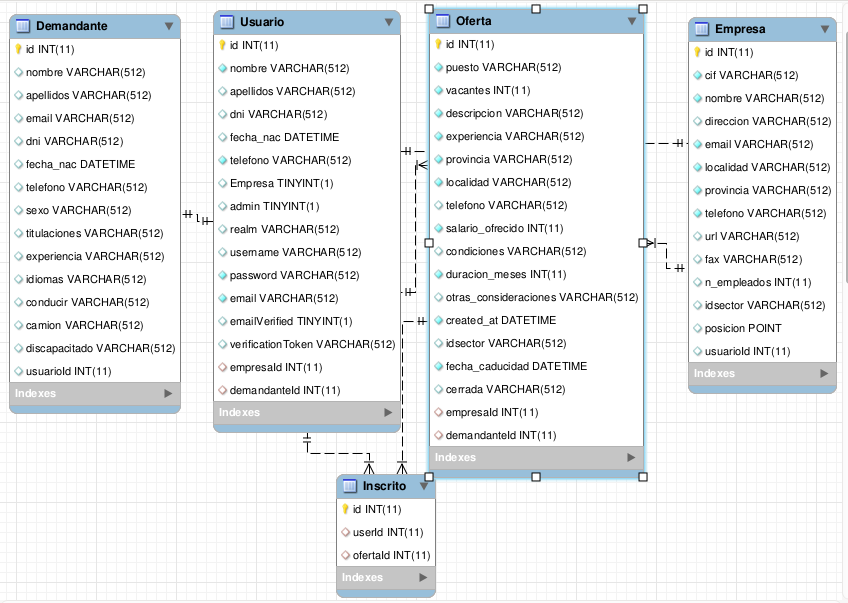 Demandante
id INT(11)
nombre VARCHAR(512)
apellidos VARCHAR(512)
email VARCHAR(512)
dni VARCHAR(512)
fecha_nac DATETIME
telefono VARCHAR(512)
sexo VARCHAR(512)
titulaciones VARCHAR(512)
experiencia VARCHAR(512)
idiomas VARCHAR(512)
conducir VARCHAR(512)
camion VARCHAR(512)
discapacitado VARCHAR(512)
usuarioId INT(11)
Indexes
Usuario
id INT(11)
nombre VARCHAR(512)
apellidos VARCHAR(512)
dni VARCHAR(512)
fecha_nac DATETIME
telefono VARCHAR(512)
Empresa TINYINT(1)
admin TINYINT(1)
realm VARCHAR(512)
username VARCHAR(512)
password VARCHAR(512)
email VARCHAR(512)
emailVerified TINYINT(1)
verificationToken VARCHAR(512)
empresaId INT(11)
demandanteId INT(11)
Indexes
Oferta
id INT(11)
puesto VARCHAR(512)
vacantes INT(11)
descripcion VARCHAR(512)
experiencia VARCHAR(512)
provincia VARCHAR(512)
localidad VARCHAR(512)
telefono VARCHAR(512)
salario_ofrecido INT(11)
condiciones VARCHAR(512)
duracion_meses INT(11)
otras_consideraciones VARCHAR(512)
created_at DATETIME
idsector VARCHAR(512)
fecha_caducidad DATETIME
cerrada VARCHAR(512)
empresaId INT(11)
demandanteId INT(11)
Indexes
Empresa
id INT(11)
cif VARCHAR(512)
nombre VARCHAR(512)
direccion VARCHAR(512)
email VARCHAR(512)
localidad VARCHAR(512)
provincia VARCHAR(512)
telefono VARCHAR(512)
url VARCHAR(512)
fax VARCHAR(512)
n_empleados INT(11)
idsector VARCHAR(512)
posicion POINT
usuarioId INT(11)
Indexes
Inscrito
id INT(11)
userId INT(11)
ofertaId INT(11)
Indexes